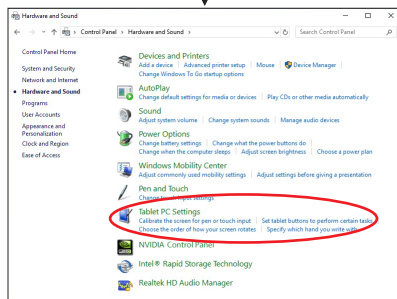 Hardware and Sound
Control Panel > Hardware and Sound >
Search Control Panel
Control Panel Home
System and Security
Network and Internet
Hardware and Sound
Programs
User Accounts
Appearance and
Personalization
Clock and Region
Ease of Access
Devices and Printers
Add a device | Advanced printer setup | Mouse | Device Manager |
Change Windows To Go startup options
AutoPlay
Change default settings for media or devices | Play CDs or other media automatically
Sound
Adjust system volume | Change system sounds | Manage audio devices
Power Options
Change battery settings | Change what the power buttons do |
Change when the computer sleeps | Adjust screen brightness | Choose a power plan
Windows Mobility Center
Adjust commonly used mobility settings | Adjust settings before giving a presentation
Pen and Touch
Change touch input settings
Tablet PC Settings
Calibrate the screen for pen or touch input | Set tablet buttons to perform certain tasks
Choose the order of how your screen rotates | Specify which hand you write with
NVIDIA Control Panel
Intel® Rapid Storage Technology
Realtek HD Audio Manager